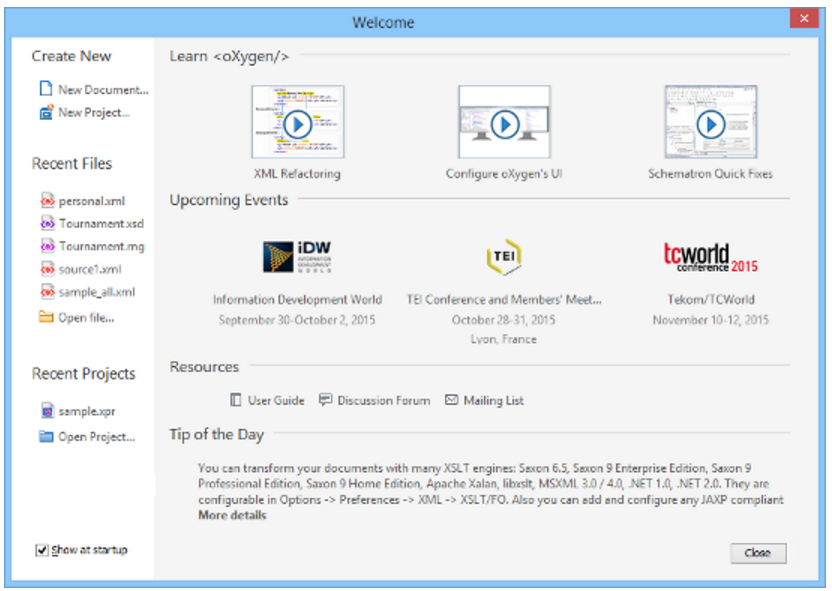 Welcome
Create New
New Document...
New Project...
Recent Files
personal.xml
Tournament.xsd
Tournament.rng
source1.xml
sample_all.xml
Open file...
Recent Projects
sample.xpr
Open Project...
Show at startup
Learn <oXygen/>
XML Refactoring
Configure oXygen's UI
Schematron Quick Fixes
Upcoming Events
iDW
INFORMATION
DEVELOPMENT
WORLD
TEI
tcworld
conference 2015
Information Development World
TEI Conference and Members' Meet...
Tekom/TCWorld
September 30-October 2, 2015
October 28-31, 2015
November 10-12, 2015
Lyon, France
Resources
User Guide
Discussion Forum
Mailing List
Tip of the Day
You can transform your documents with many XSLT engines: Saxon 6.5, Saxon 9 Enterprise Edition, Saxon 9
Professional Edition, Saxon 9 Home Edition, Apache Xalan, libxslt, MSXML 3.0 / 4.0, .NET 1.0, .NET 2.0. They are
configurable in Options -> Preferences -> XML -> XSLT/FO. Also you can add and configure any JAXP compliant
More details
Close